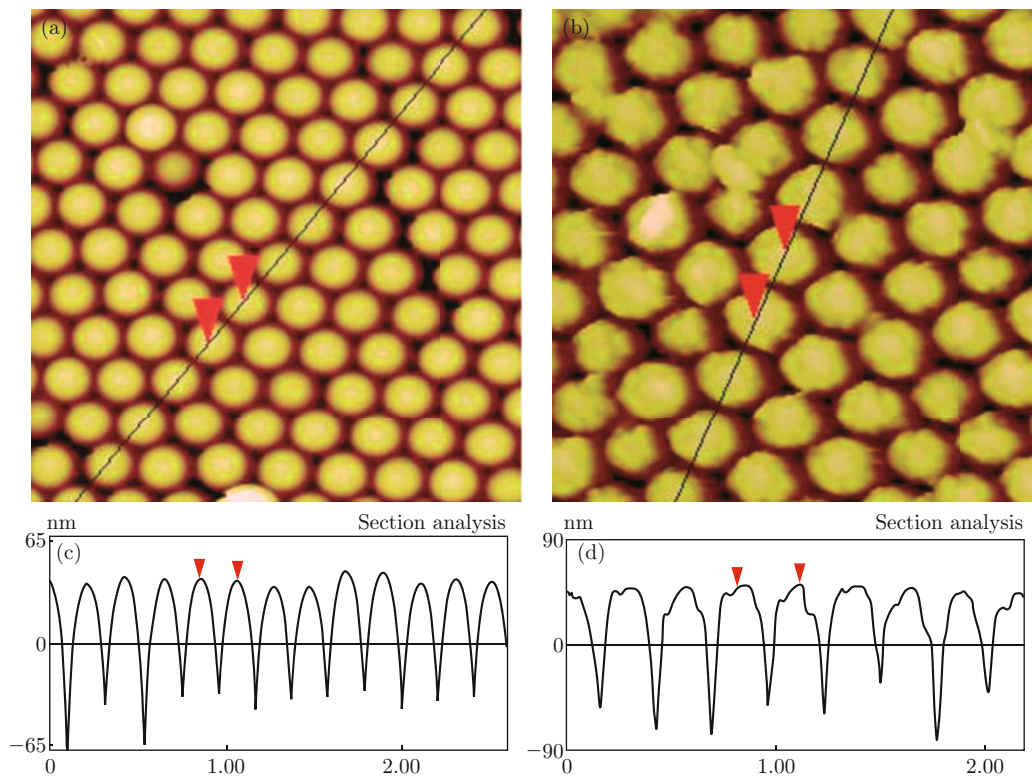 (a)
(b)
nm Section analysis
65
(c)
0
−65
0 1.00 2.00
nm Section analysis
90
(d)
0
−90
0 1.00 2.00